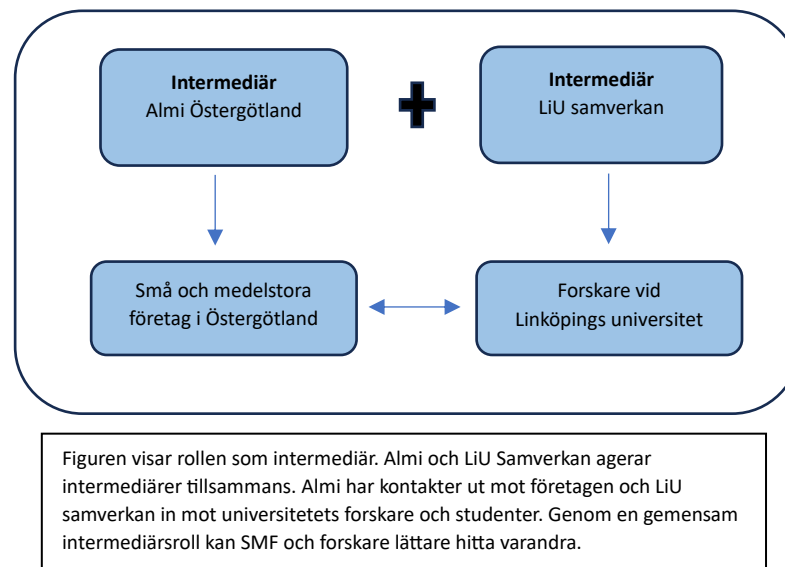 Intermediär
Almi Östergötland
Intermediär
LiU samverkan
Små och medelstora
företag i Östergötland
Forskare vid
Linköpings universitet
Figuren visar rollen som intermediär. Almi och LiU Samverkan agerar
intermediärer tillsammans. Almi har kontakter ut mot företagen och LiU
samverkan in mot universitetets forskare och studenter. Genom en gemensam
intermediärsroll kan SMF och forskare lättare hitta varandra.